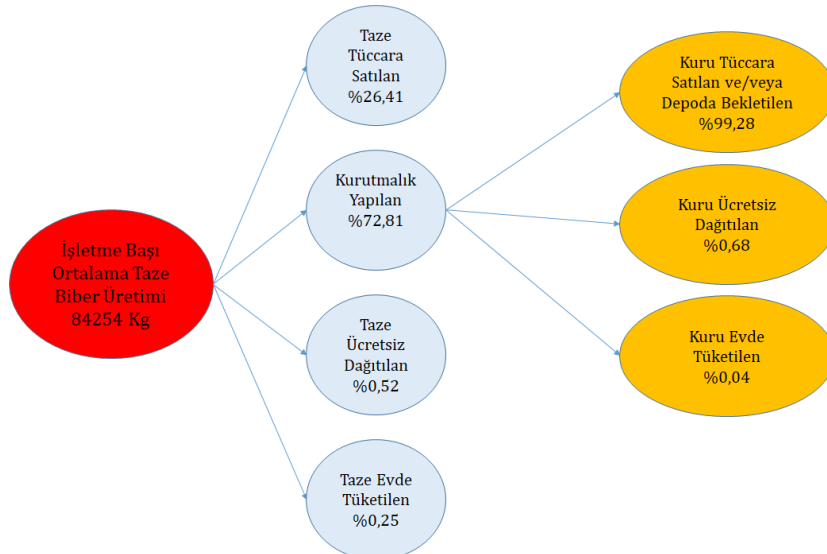 İşletme Başı
Ortalama Taze
Biber Üretimi
84254 Kg
Taze
Tüccara
Satılan
%26,41
Kurutmalık
Yapılan
%72,81
Taze
Ücretsiz
Dağıtılan
%0,52
Taze Evde
Tüketilen
%0,25
Kuru Tüccara
Satılan ve/veya
Depoda Bekletilen
%99,28
Kuru Ücretsiz
Dağıtılan
%0,68
Kuru Evde
Tüketilen
%0,04